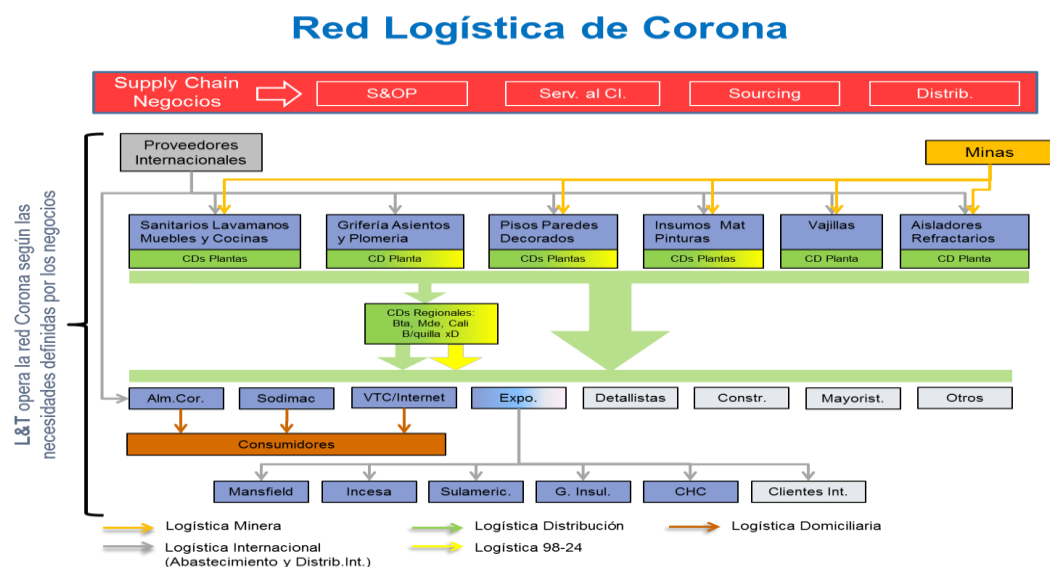 Red Logística de Corona
Supply Chain
Negocios
S&OP
Serv. al Cl.
Sourcing
Distrib.
L&T opera la red Corona según las
necesidades definidas por los negocios
Proveedores
Internacionales
Minas
Sanitarios Lavamanos
Muebles y Cocinas
CDs Plantas
Grifería Asientos
y Plomeria
CD Planta
Pisos Paredes
Decorados
CDs Plantas
Insumos Mat
Pinturas
CDs Plantas
Vajillas
CD Planta
Aisladores
Refractarios
CD Planta
CDs Regionales:
Bta, Mde, Cali
B/quilla xD
Alm.Cor.
Sodimac
VTC/Internet
Expo.
Detallistas
Constr.
Mayorist.
Otros
Consumidores
Mansfield
Incesa
Sulameric.
G. Insul.
CHC
Clientes Int.
Logística Minera
Logística Distribución
Logística Domiciliaria
Logística Internacional
(Abastecimiento y Distrib.Int.)
Logística 98-24